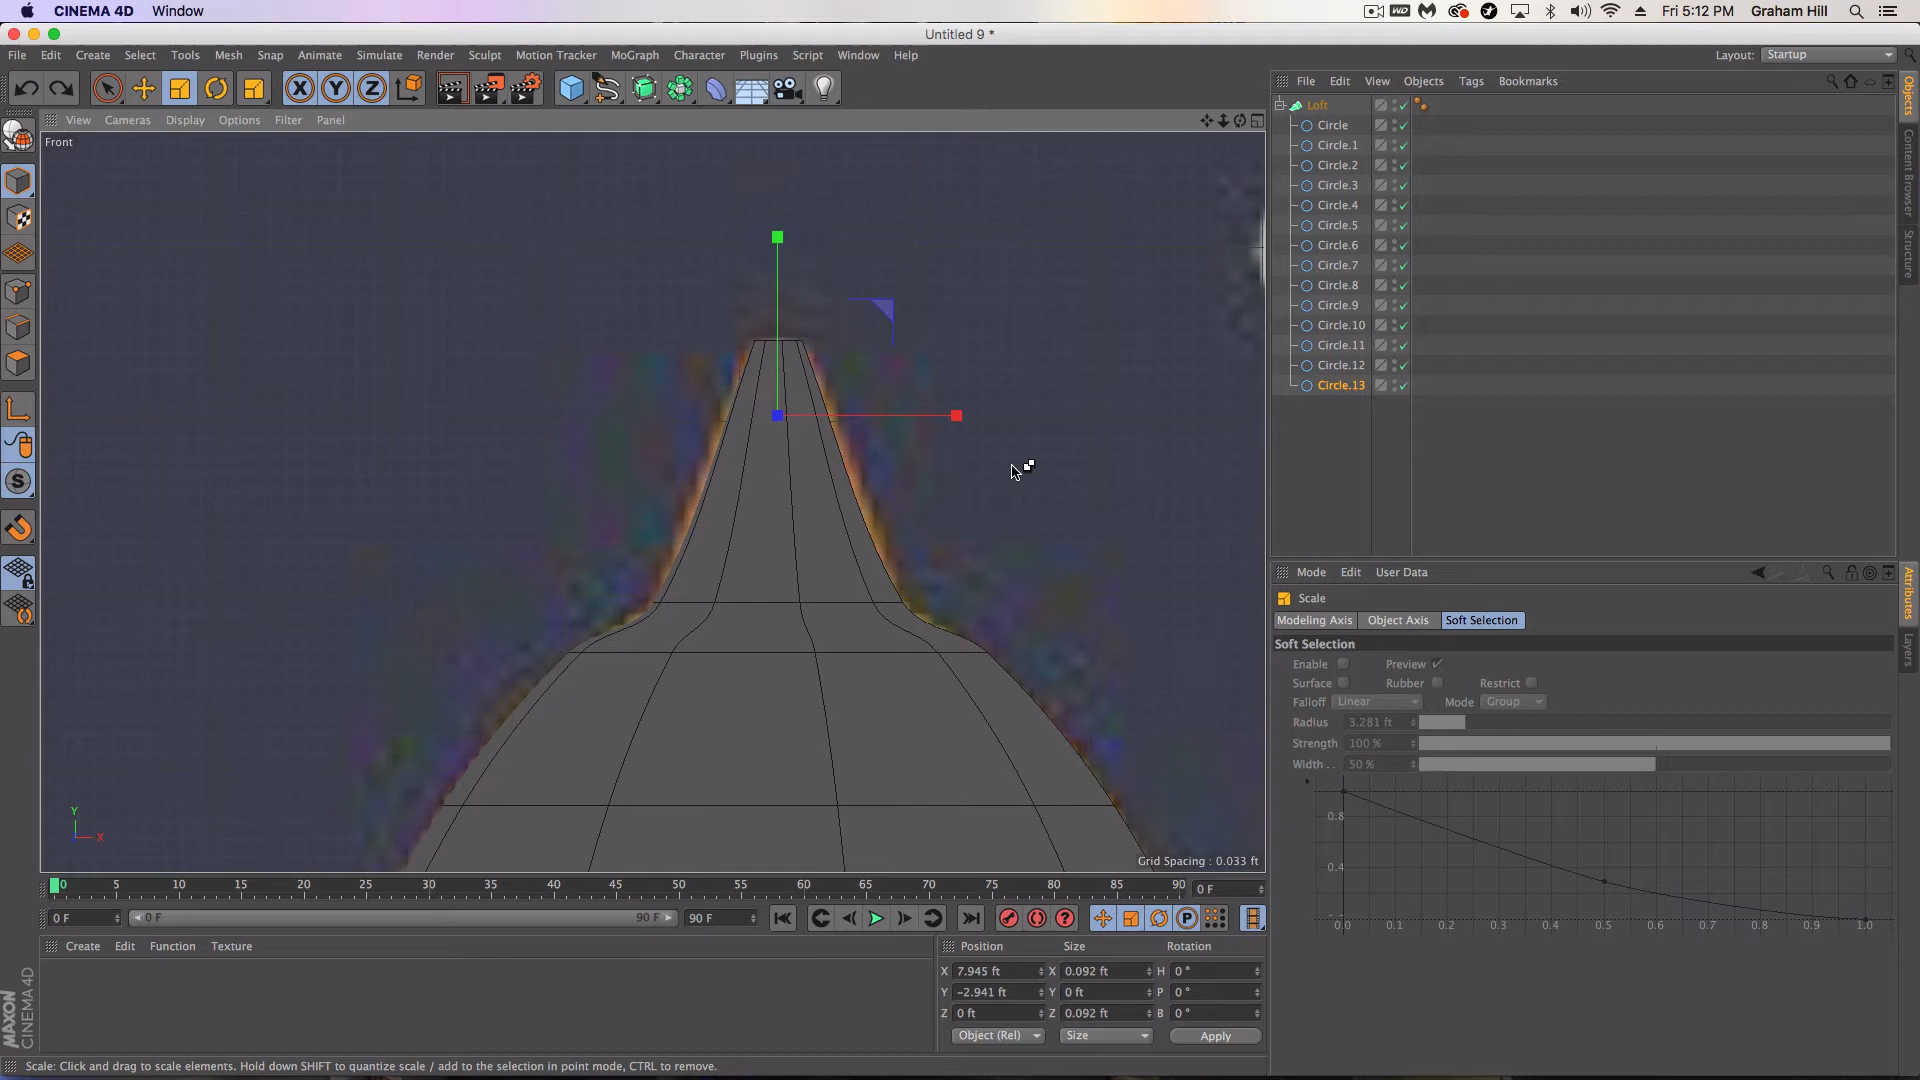 CINEMA 4D Window
Fri 5:12 PM Graham Hill
Untitled 9 *
File Edit Create Select Tools Mesh Snap Animate Simulate Render Sculpt Motion Tracker MoGraph Character Plugins Script Window Help
Layout: Startup
X Y Z
View Cameras Display Options Filter Panel
Front
Y
X
Grid Spacing : 0.033 ft
File Edit View Objects Tags Bookmarks
Loft
Circle
Circle.1
Circle.2
Circle.3
Circle.4
Circle.5
Circle.6
Circle.7
Circle.8
Circle.9
Circle.10
Circle.11
Circle.12
Circle.13
Objects
Content Browser
Structure
Mode Edit User Data
Scale
Modeling Axis Object Axis Soft Selection
Soft Selection
Enable Preview
Surface Rubber Restrict
Falloff Linear Mode Group
Radius 3.281 ft
Strength 100 %
Width . . 50 %
0.8
0.4
0.0 0.1 0.2 0.3 0.4 0.5 0.6 0.7 0.8 0.9 1.0
Attributes
Layers
0 5 10 15 20 25 30 35 40 45 50 55 60 65 70 75 80 85 90 0 F
0 F 0 F 90 F 90 F
Create Edit Function Texture
Position Size Rotation
X 7.945 ft X 0.092 ft H 0 °
Y -2.941 ft Y 0 ft P 0 °
Z 0 ft Z 0.092 ft B 0 °
Object (Rel) Size Apply
MAXON
CINEMA 4D
Scale: Click and drag to scale elements. Hold down SHIFT to quantize scale / add to the selection in point mode, CTRL to remove.